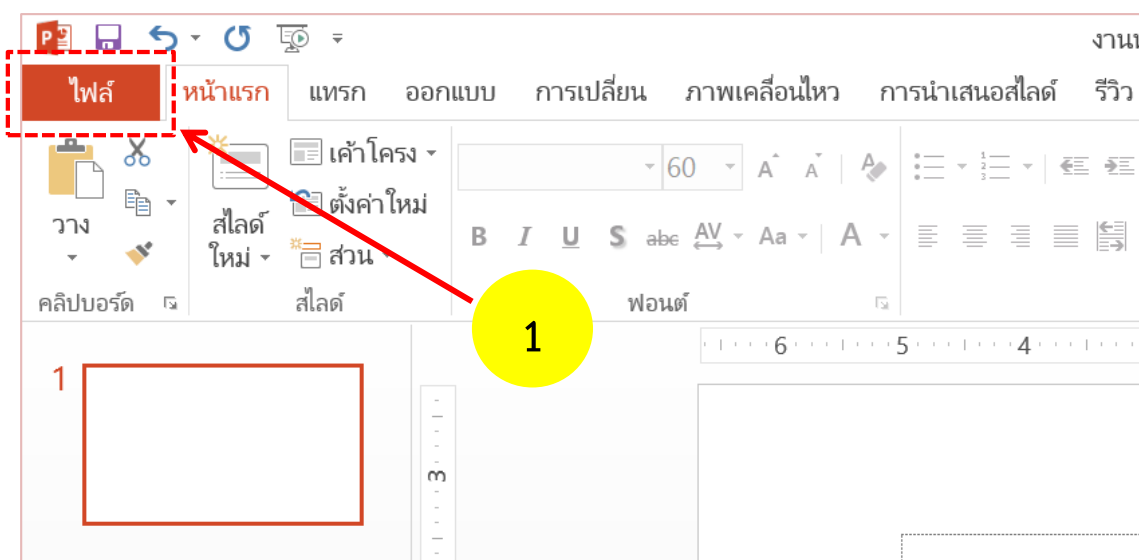 งานน
ไฟล์ หน้าแรก แทรก ออกแบบ การเปลี่ยน ภาพเคลื่อนไหว การนำเสนอสไลด์ รีวิว
วาง
สไลด์
ใหม่
เค้าโครง
ตั้งค่าใหม่
ส่วน
60 A A A
B I U S abc AV Aa A
คลิปบอร์ด สไลด์ ฟอนต์
1
6 5 4
1
3